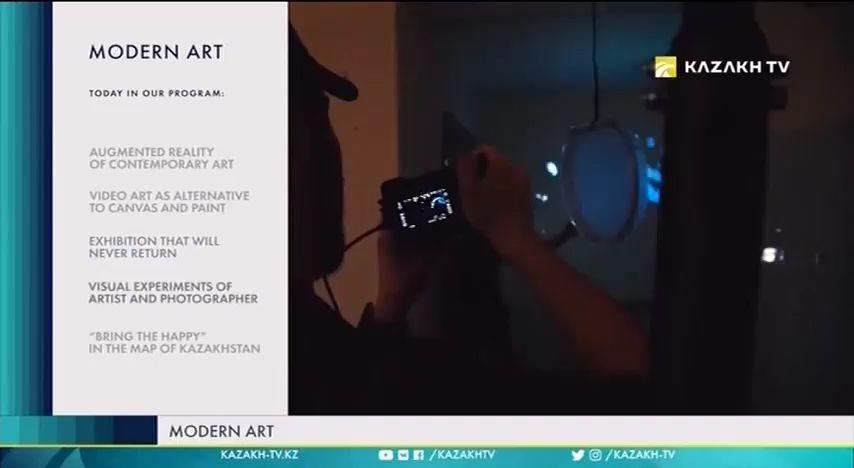 MODERN ART
TODAY IN OUR PROGRAM:
AUGMENTED REALITY
OF CONTEMPORARY ART
VIDEO ART AS ALTERNATIVE
TO CANVAS AND PAINT
EXHIBITION THAT WILL
NEVER RETURN
VISUAL EXPERIMENTS OF
ARTIST AND PHOTOGRAPHER
“BRING THE HAPPY”
IN THE MAP OF KAZAKHSTAN
KAZAKH TV
MODERN ART
KAZAKH-TV.KZ
/KAZAKHTV
/KAZAKH-TV